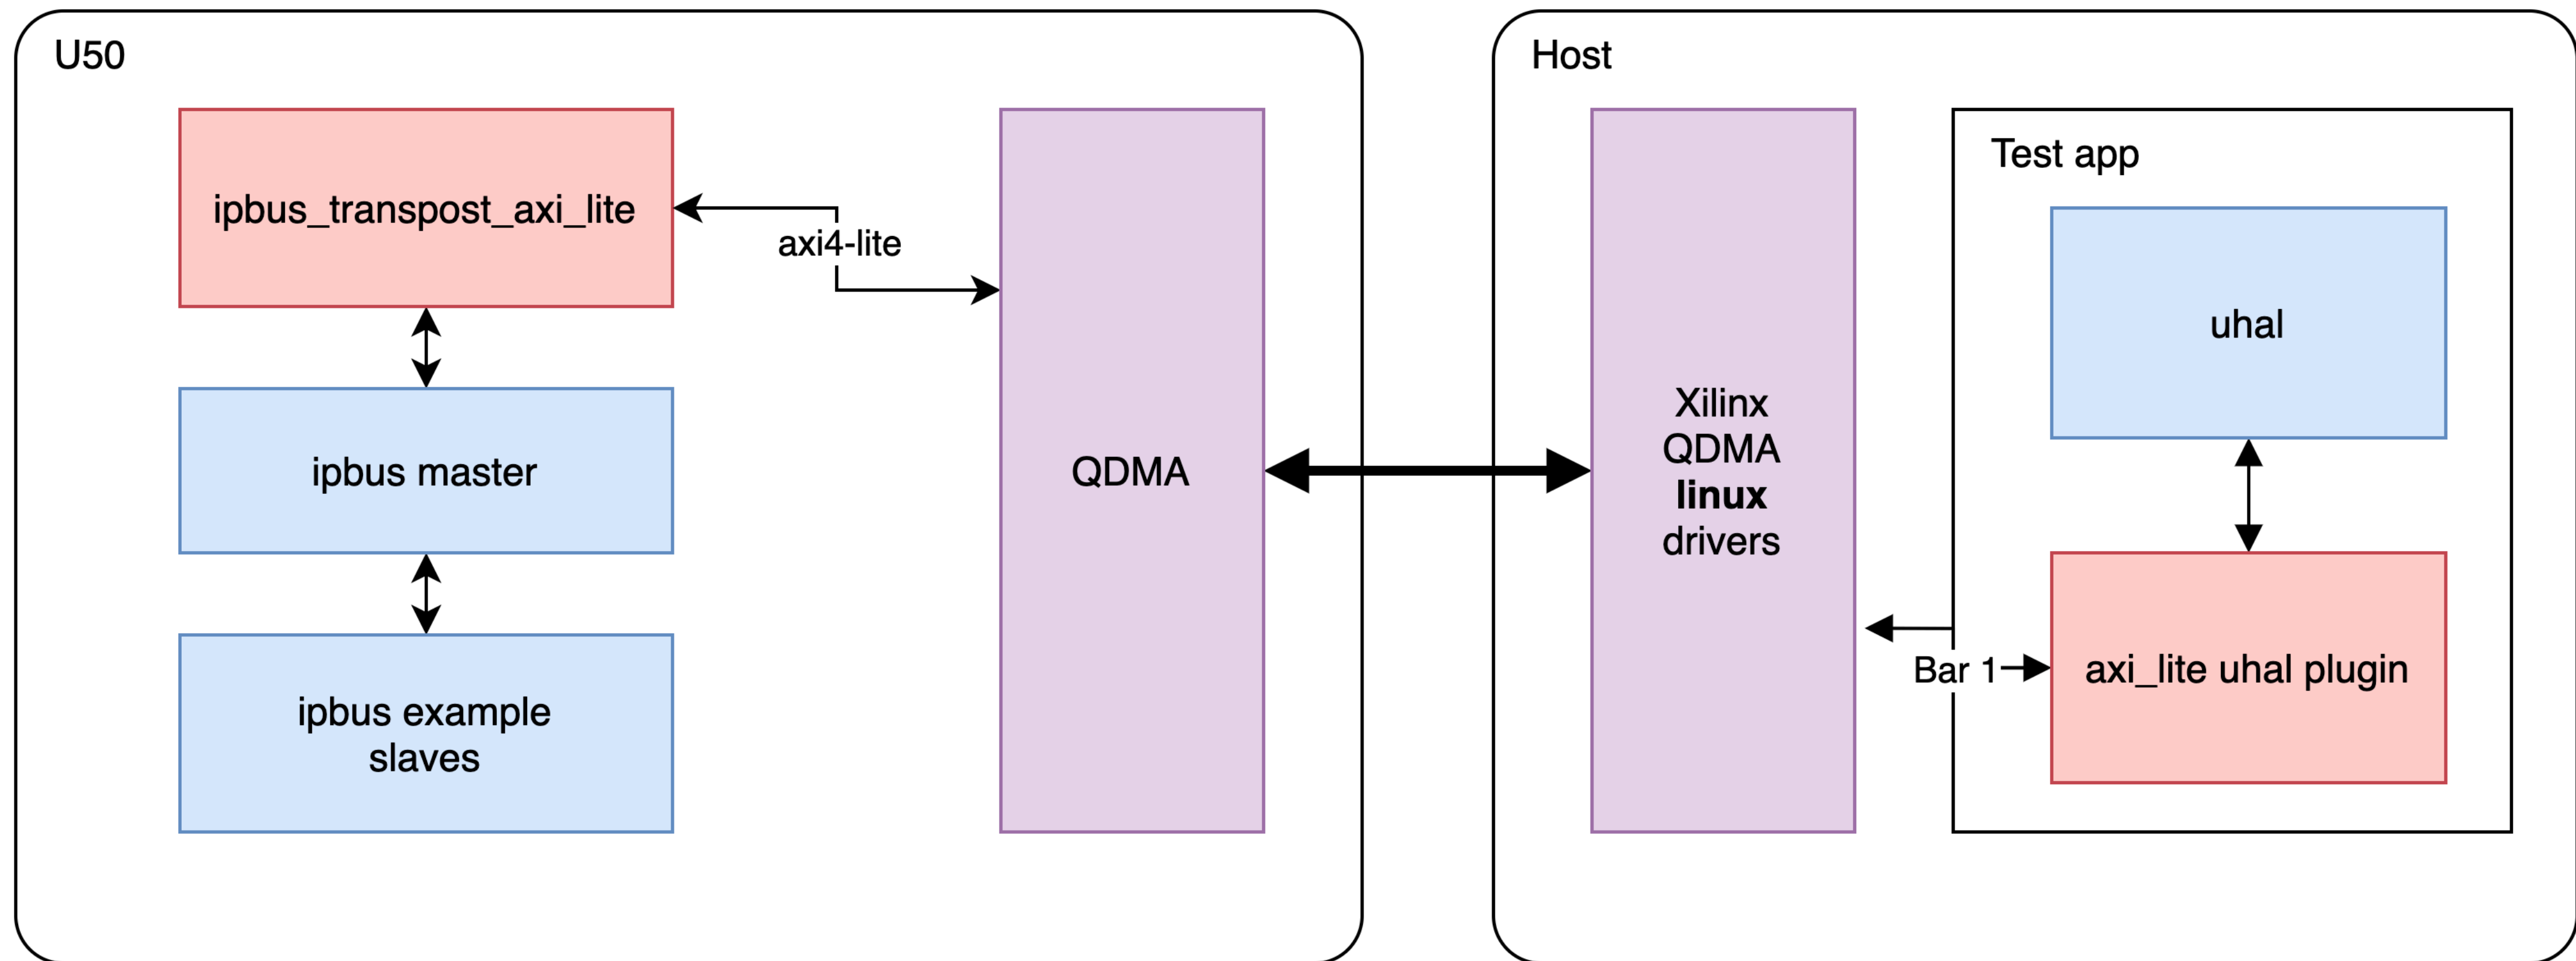 U50
ipbus_transpost_axi_lite
axi4-lite
ipbus master
ipbus example
slaves
QDMA
Host
Xilinx
QDMA
linux
drivers
Test app
uhal
Bar 1
axi_lite uhal plugin